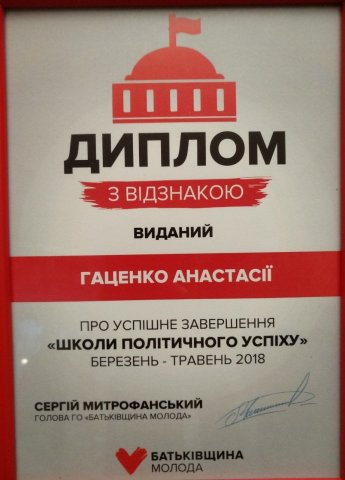 ДИПЛОМ
З ВІДЗНАКОЮ
ВИДАНИЙ
ГАЦЕНКО АНАСТАСІЇ
ПРО УСПІШНЕ ЗАВЕРШЕННЯ
«ШКОЛИ ПОЛІТИЧНОГО УСПІХУ»
БЕРЕЗЕНЬ - ТРАВЕНЬ 2018
СЕРГІЙ МИТРОФАНСЬКИЙ
ГОЛОВА ГО «БАТЬКІВЩИНА МОЛОДА»
БАТЬКІВЩИНА
МОЛОДА